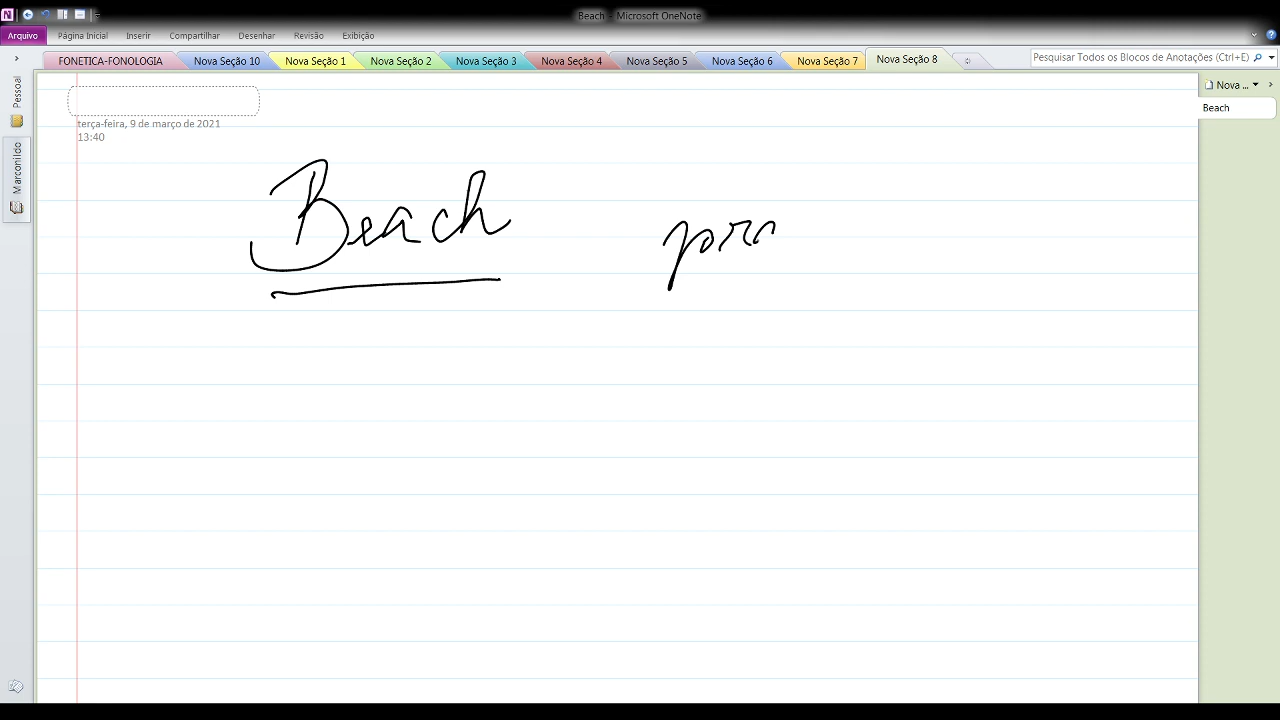 Beach - Microsoft OneNote
Arquivo Página Inicial Inserir Compartilhar Desenhar Revisão Exibição
FONETICA-FONOLOGIA Nova Seção 10 Nova Seção 1 Nova Seção 2 Nova Seção 3 Nova Seção 4 Nova Seção 5 Nova Seção 6 Nova Seção 7 Nova Seção 8
Pesquisar Todos os Blocos de Anotações (Ctrl+E)
Nova ...
Beach
Pessoal
Marconildo
terça-feira, 9 de março de 2021
13:40
Beach